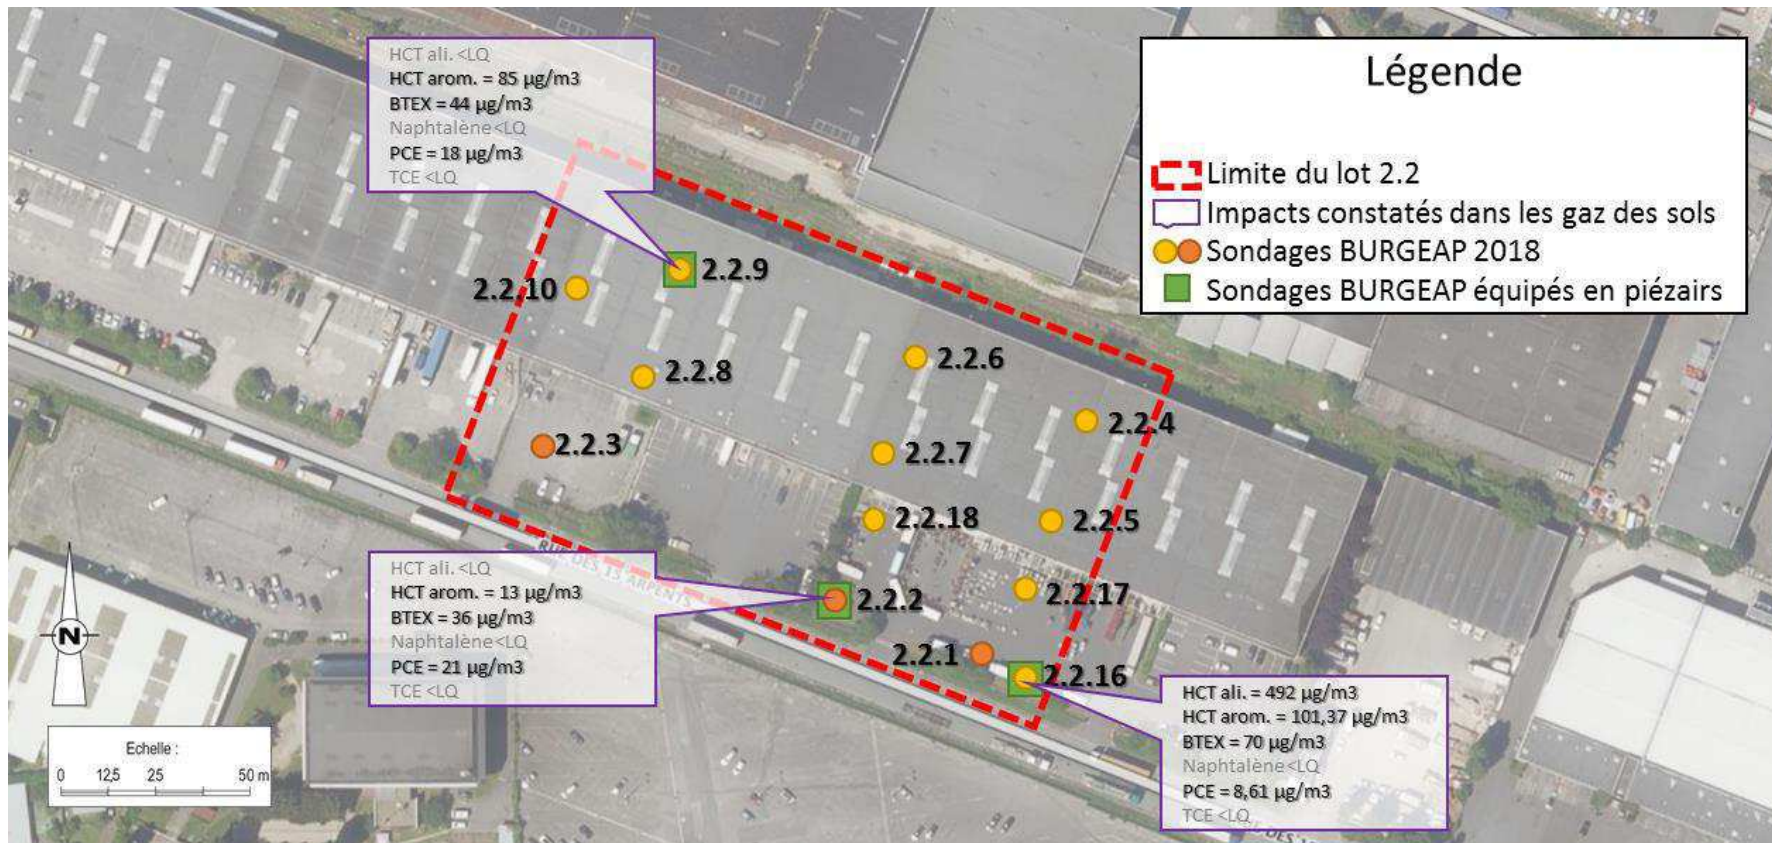 HCT ali. <LQ
HCT arom. = 85 µg/m3
BTEX = 44 µg/m3
Naphtalène<LQ
PCE = 18 µg/m3
TCE <LQ
Légende
Limite du lot 2.2
Impacts constatés dans les gaz des sols
Sondages BURGEAP 2018
Sondages BURGEAP équipés en piézairs
2.2.9
2.2.10
2.2.6
2.2.8
2.2.4
2.2.3
2.2.7
2.2.18
2.2.5
RUE DES 15 ARPENTS
HCT ali. <LQ
HCT arom. = 13 µg/m3
BTEX = 36 µg/m3
Naphtalène<LQ
PCE = 21 µg/m3
TCE <LQ
2.2.2
2.2.17
2.2.1
2.2.16
N
HCT ali. = 492 µg/m3
HCT arom. = 101,37 µg/m3
BTEX = 70 µg/m3
Naphtalène<LQ
PCE = 8,61 µg/m3
TCE <LQ
Echelle :
0 12,5 25 50 m